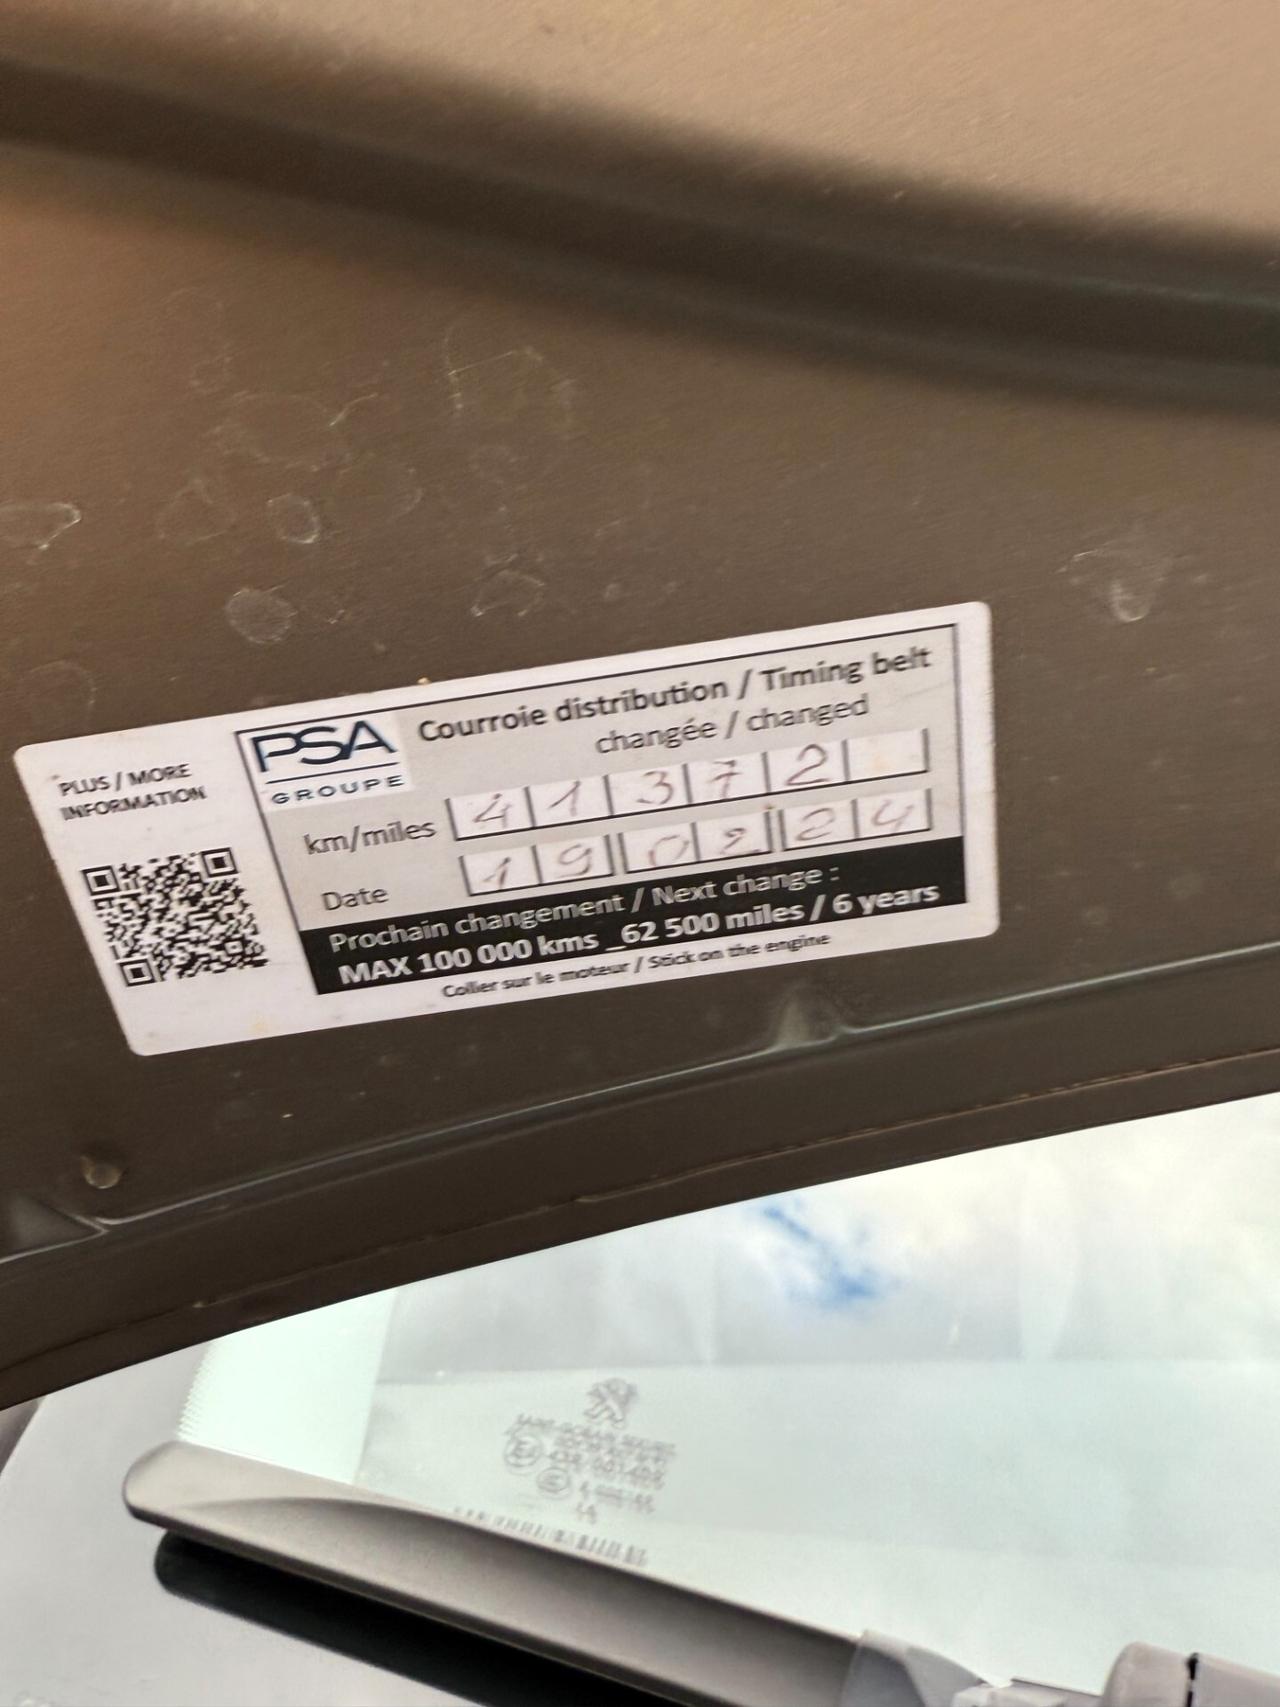 PLUS / MORE
INFORMATION
PSA
GROUPE
Courroie distribution / Timing belt
changée / changed
km/miles 41372
Date 19 02 24
Prochain changement / Next change :
MAX 100 000 kms _62 500 miles / 6 years
Coller sur le moteur / Stick on the engine